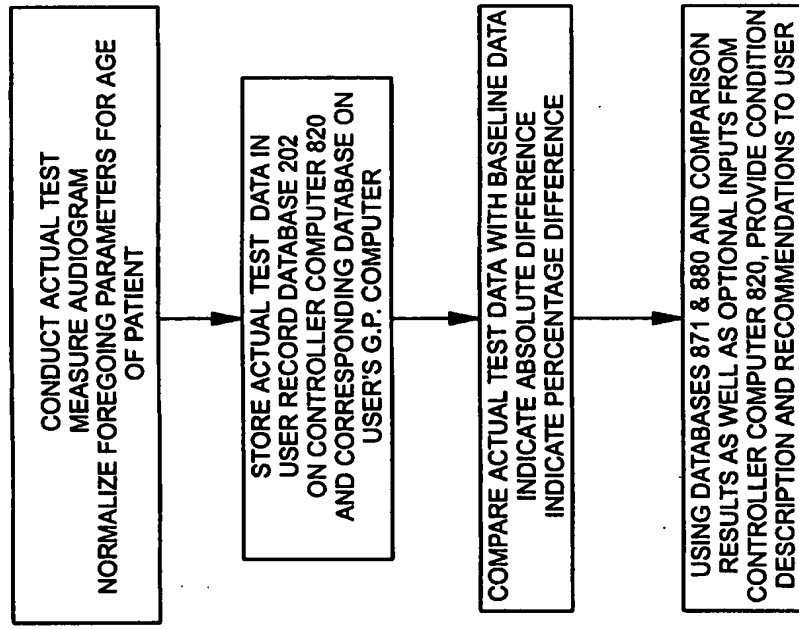 CONDUCT ACTUAL TEST
MEASURE AUDIOGRAM
NORMALIZE FOREGOING PARAMETERS FOR AGE
OF PATIENT
STORE ACTUAL TEST DATA IN
USER RECORD DATABASE 202
ON CONTROLLER COMPUTER 820
AND CORRESPONDING DATABASE ON
USER'S G.P. COMPUTER
COMPARE ACTUAL TEST DATA WITH BASELINE DATA
INDICATE ABSOLUTE DIFFERENCE
INDICATE PERCENTAGE DIFFERENCE
USING DATABASES 871 & 880 AND COMPARISON
RESULTS AS WELL AS OPTIONAL INPUTS FROM
CONTROLLER COMPUTER 820, PROVIDE CONDITION
DESCRIPTION AND RECOMMENDATIONS TO USER